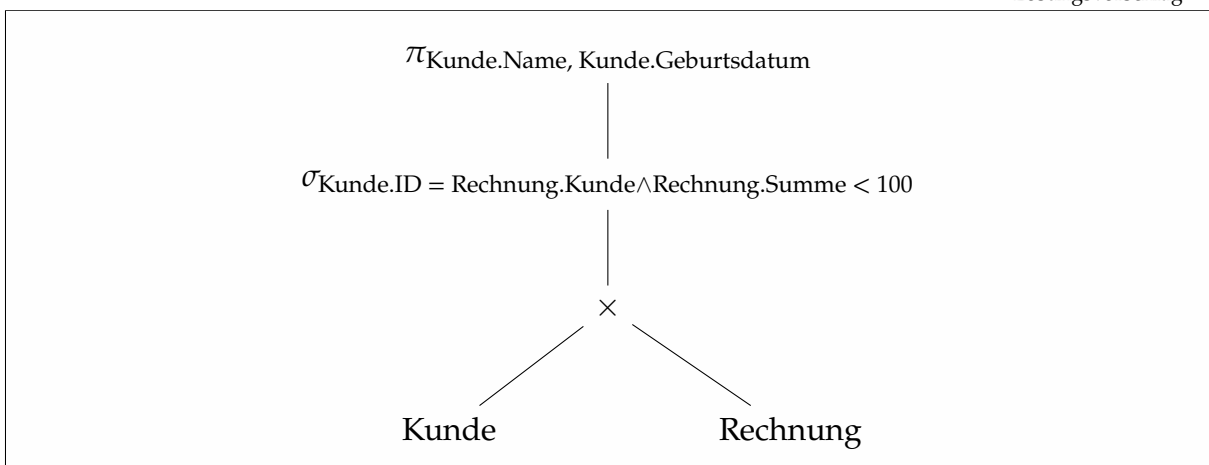 πKunde.Name, Kunde.Geburtsdatum
σKunde.ID = Rechnung.Kunde∧Rechnung.Summe < 100
×
Kunde Rechnung